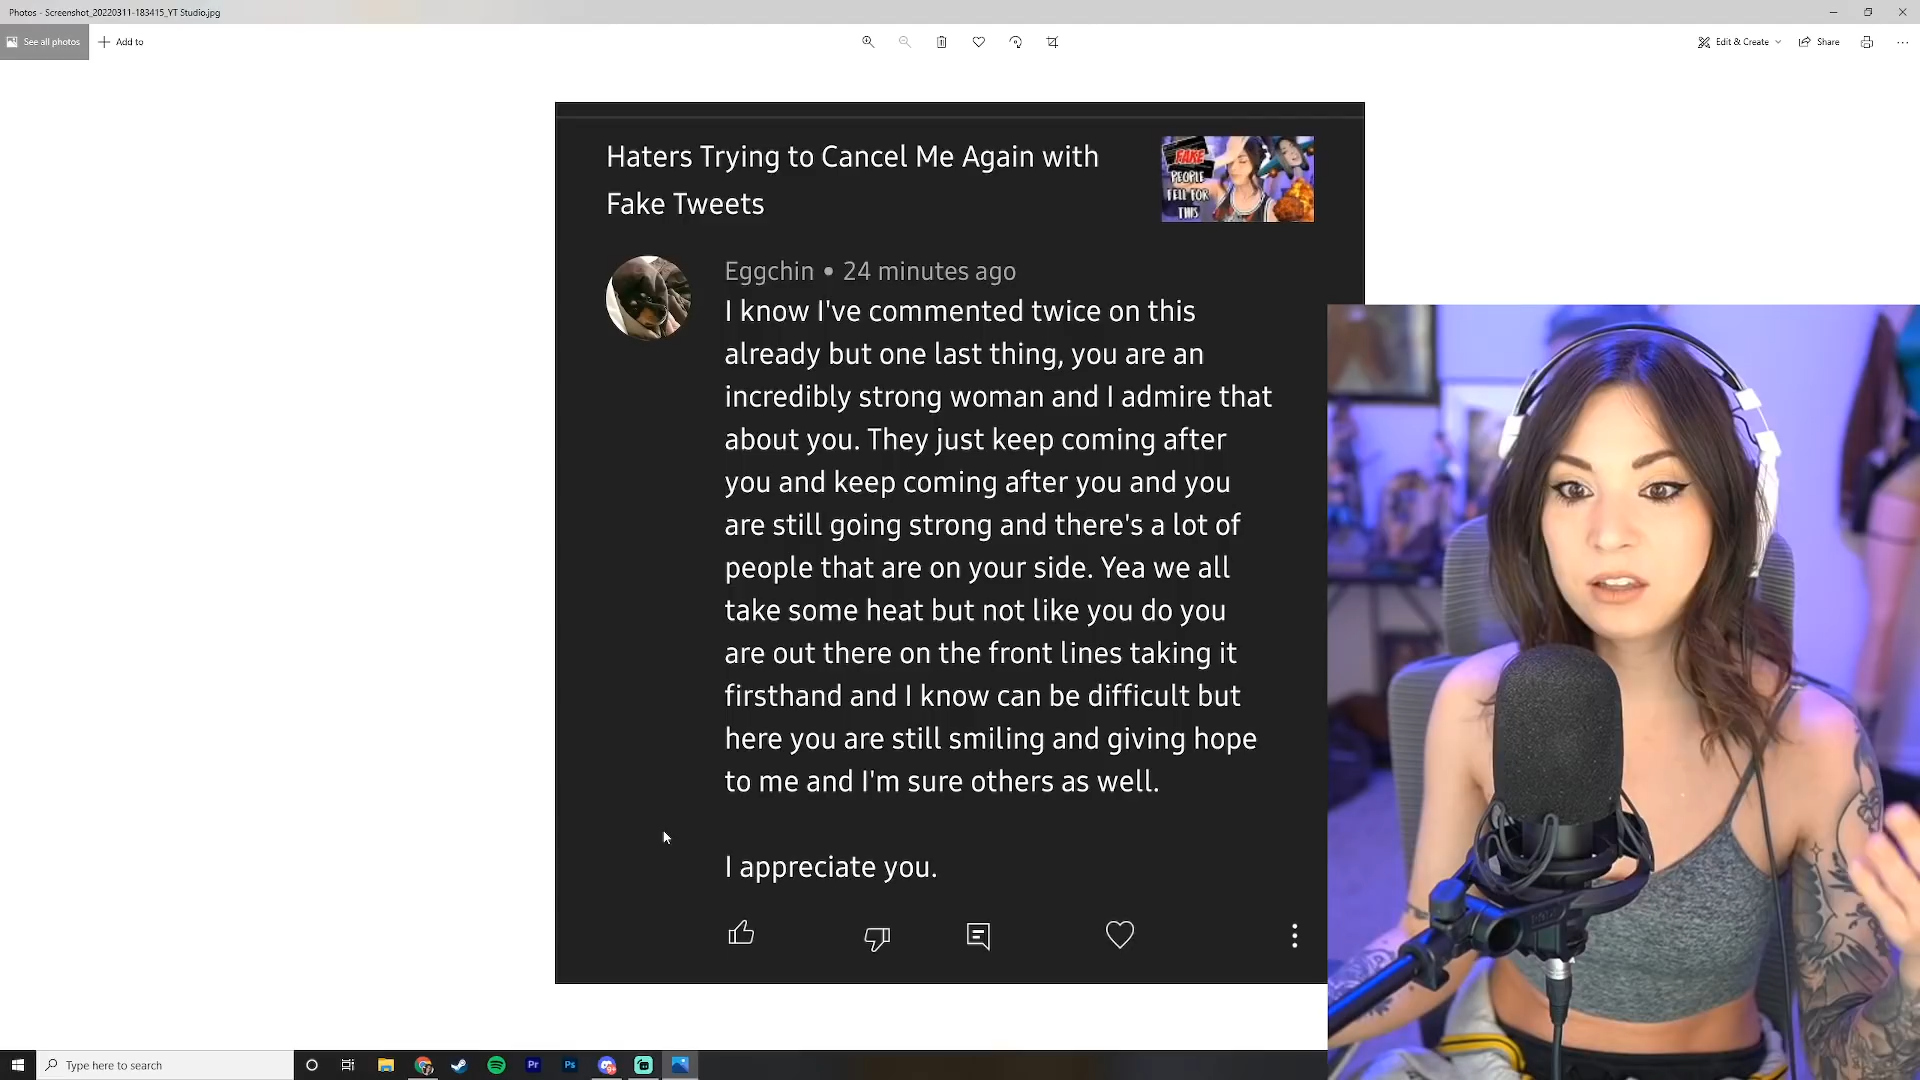 Photos - Screenshot_20220311-183415_YT Studio.jpg
See all photos
Add to
Edit & Create
Share
Haters Trying to Cancel Me Again with
Fake Tweets
FAKE
PEOPLE
FELL FOR
THIS
Eggchin • 24 minutes ago
I know I've commented twice on this
already but one last thing, you are an
incredibly strong woman and I admire that
about you. They just keep coming after
you and keep coming after you and you
are still going strong and there's a lot of
people that are on your side. Yea we all
take some heat but not like you do you
are out there on the front lines taking it
firsthand and I know can be difficult but
here you are still smiling and giving hope
to me and I'm sure others as well.
I appreciate you.
Type here to search
Pr
Ps